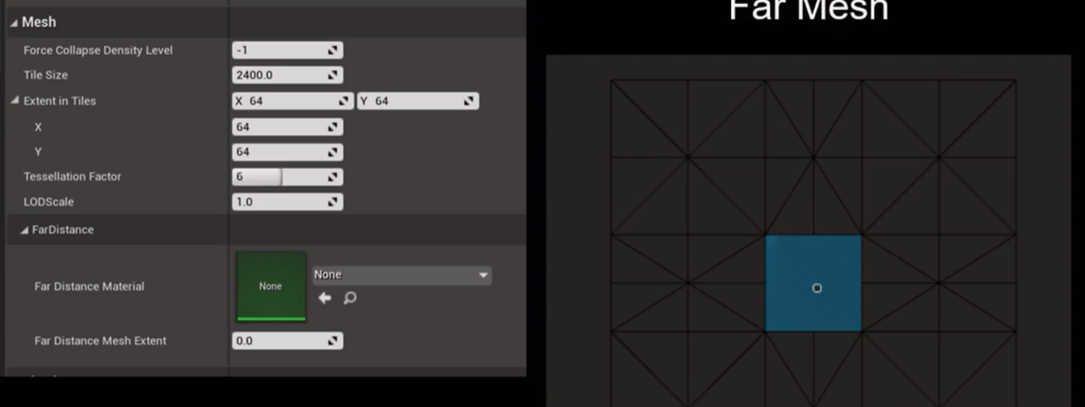 Far Mesh
Mesh
Force Collapse Density Level -1
Tile Size 2400.0
Extent in Tiles X 64 Y 64
X 64
Y 64
Tessellation Factor 6
LODScale 1.0
FarDistance
None
Far Distance Material None
Far Distance Mesh Extent 0.0